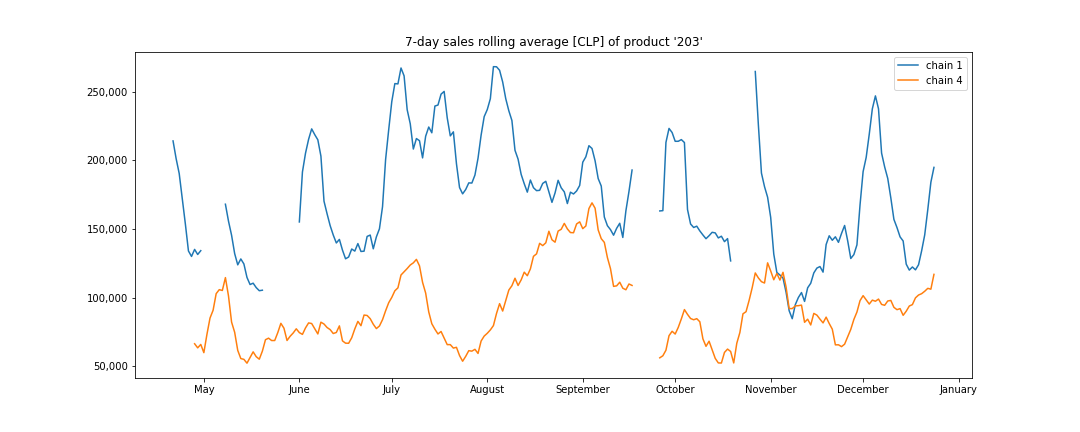 7-day sales rolling average [CLP] of product '203'
chain 1
chain 4
250,000
200,000
150,000
100,000
50,000
May June July August September October November December January